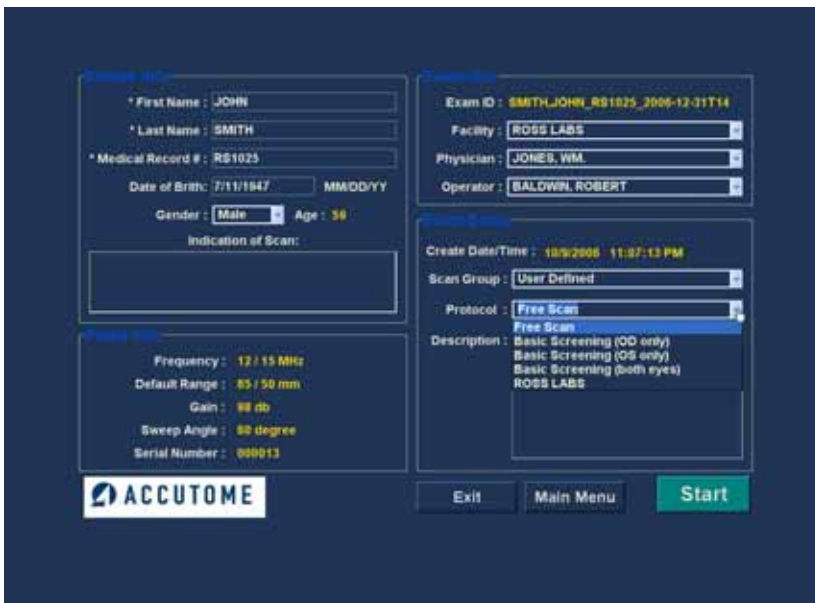 * First Name : JOHN
* Last Name : SMITH
* Medical Record # : RS1025
Date of Brith: 7/11/1947 MM/DD/YY
Gender : Male Age :
Indication of Scan:
Frequency : 12 / 15 MHz
Default Range : 85 / 50 mm
Gain : 98 db
Sweep Angle : degree
Serial Number : 000013
ACCUTOME
Exam ID : SMITH,JOHN_RS1025_2006-12-31T14
Facility : ROSS LABS
Physician : JONES, WM.
Operator : BALDWIN, ROBERT
Create Date/Time : 10/9/2006 11:07:13 PM
Scan Group : User Defined
Protocol : Free Scan
Free Scan
Description : Basic Screening (OD only)
Basic Screening (OS only)
Basic Screening (both eyes)
ROSS LABS
Exit Main Menu Start